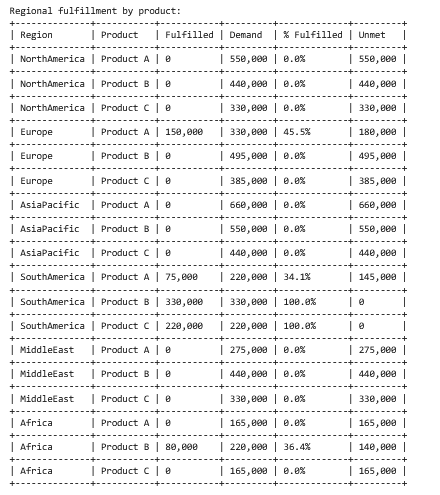 Regional fulfillment by product:
| Region | Product | Fulfilled | Demand | % Fulfilled | Unmet |
| NorthAmerica | Product A | 0 | 550,000 | 0.0% | 550,000 |
| NorthAmerica | Product B | 0 | 440,000 | 0.0% | 440,000 |
| NorthAmerica | Product C | 0 | 330,000 | 0.0% | 330,000 |
| Europe | Product A | 150,000 | 330,000 | 45.5% | 180,000 |
| Europe | Product B | 0 | 495,000 | 0.0% | 495,000 |
| Europe | Product C | 0 | 385,000 | 0.0% | 385,000 |
| AsiaPacific | Product A | 0 | 660,000 | 0.0% | 660,000 |
| AsiaPacific | Product B | 0 | 550,000 | 0.0% | 550,000 |
| AsiaPacific | Product C | 0 | 440,000 | 0.0% | 440,000 |
| SouthAmerica | Product A | 75,000 | 220,000 | 34.1% | 145,000 |
| SouthAmerica | Product B | 330,000 | 330,000 | 100.0% | 0 |
| SouthAmerica | Product C | 220,000 | 220,000 | 100.0% | 0 |
| MiddleEast | Product A | 0 | 275,000 | 0.0% | 275,000 |
| MiddleEast | Product B | 0 | 440,000 | 0.0% | 440,000 |
| MiddleEast | Product C | 0 | 330,000 | 0.0% | 330,000 |
| Africa | Product A | 0 | 165,000 | 0.0% | 165,000 |
| Africa | Product B | 80,000 | 220,000 | 36.4% | 140,000 |
| Africa | Product C | 0 | 165,000 | 0.0% | 165,000 |